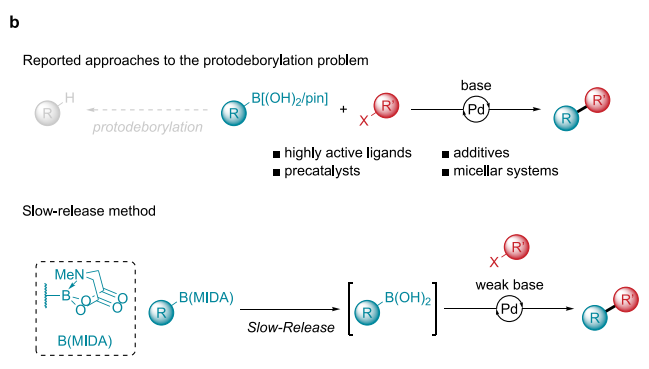 b
Reported approaches to the protodeborylation problem
H
R
protodeborylation
B[(OH)₂/pin]
R
+
R'
X
base
Pd
R
R'
■ highly active ligands
■ additives
■ precatalysts
■ micellar systems
Slow-release method
MeN
B
O
O
O
O
B(MIDA)
B(MIDA)
R
Slow-Release
B(OH)₂
R
R'
X
weak base
Pd
R
R'